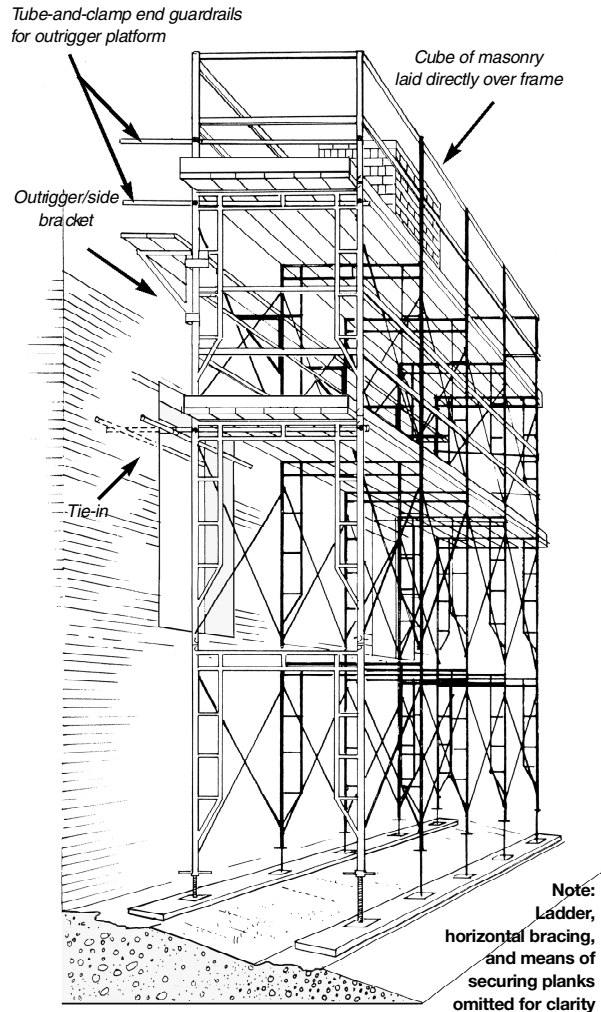 Tube-and-clamp end guardrails
for outrigger platform
Cube of masonry
laid directly over frame
Outrigger/side
bracket
Tie-in
Note:
Ladder,
horizontal bracing,
and means of
securing planks
omitted for clarity